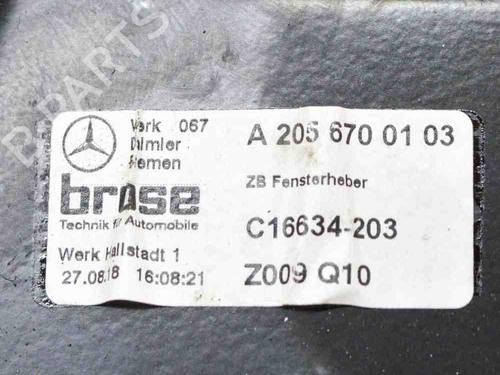 Werk 067
Daimler
Bremen
A 205 670 01 03
brose
Technik für Automobile
ZB Fensterheber
C16634-203
Werk Hallstadt 1
27.08.18 16:08:21
Z009 Q10
B-PARTS